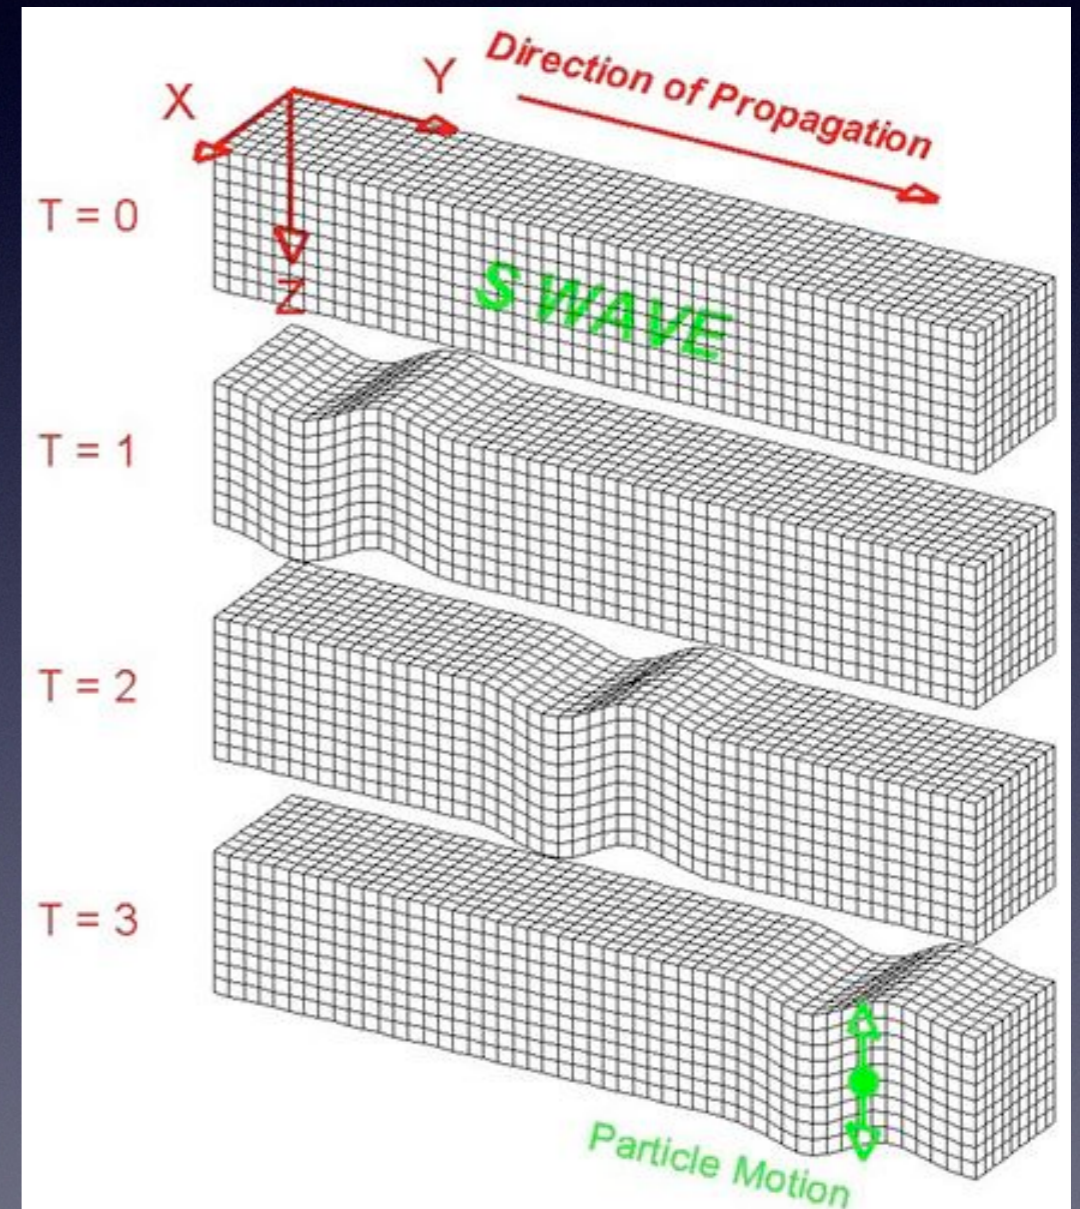 Direction of Propagation
X
Y
T = 0
Z
S WAVE
T = 1
T = 2
T = 3
Particle Motion